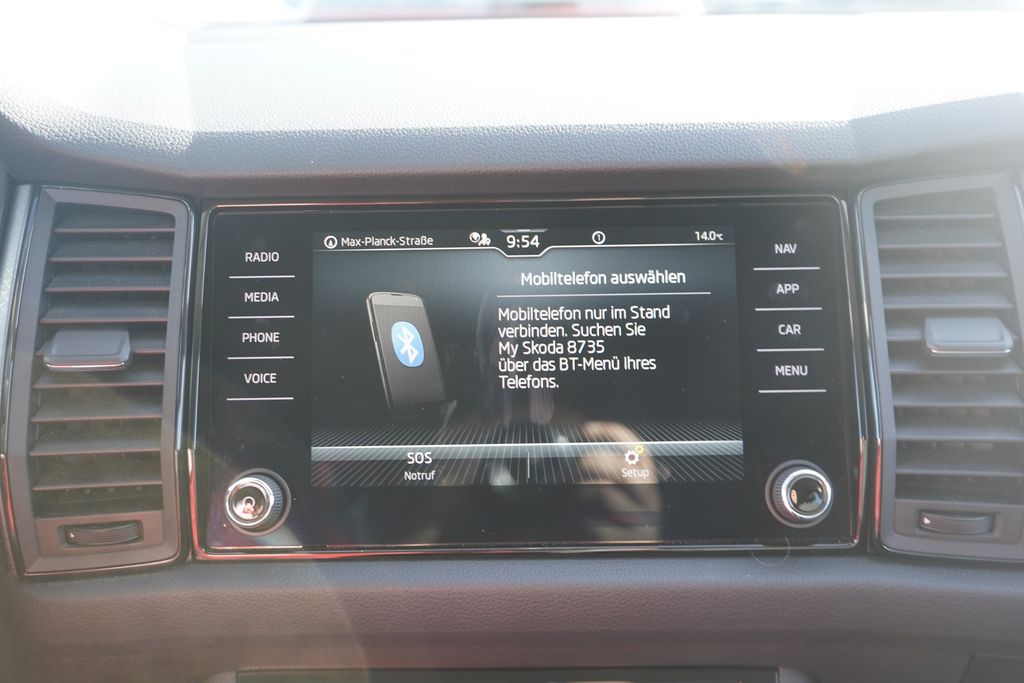 RADIO
MEDIA
PHONE
VOICE
Max-Planck-Straße
9:54
1
14.0°C
Mobiltelefon auswählen
Mobiltelefon nur im Stand
verbinden. Suchen Sie
My Skoda 8735
über das BT-Menü Ihres
Telefons.
SOS
Notruf
Setup
NAV
APP
CAR
MENU